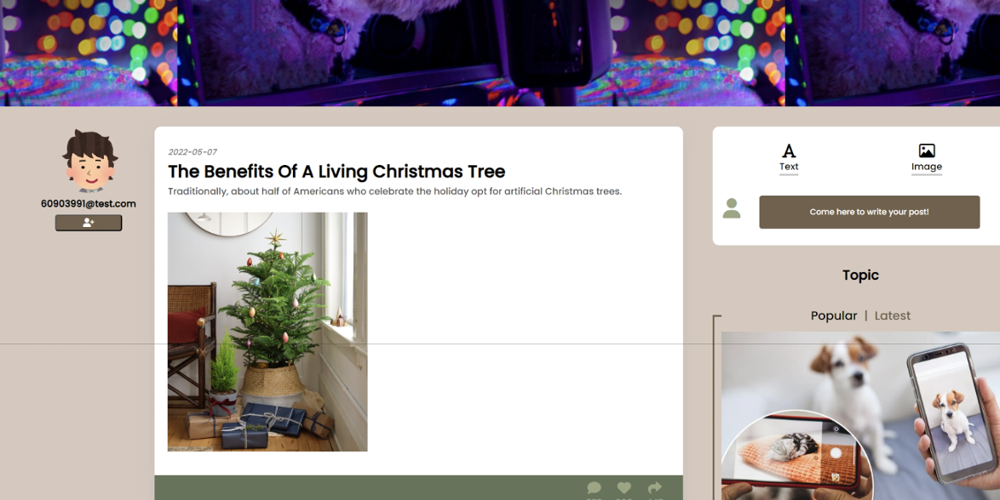 60903991@test.com
2022-05-07
The Benefits Of A Living Christmas Tree
Traditionally, about half of Americans who celebrate the holiday opt for artificial Christmas trees.
Text
Image
Come here to write your post!
Topic
Popular | Latest